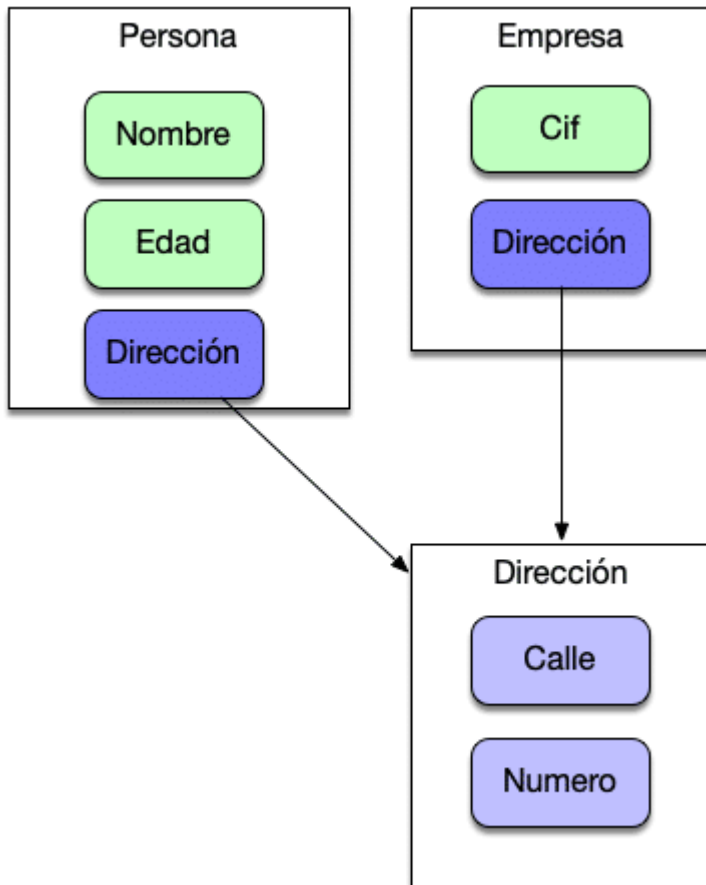 Persona
Nombre
Edad
Dirección
Empresa
Cif
Dirección
Dirección
Calle
Numero